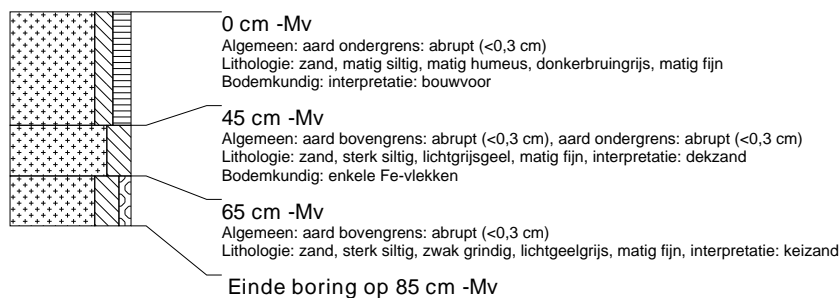 0 cm -Mv
Algemeen: aard ondergrens: abrupt (<0,3 cm)
Lithologie: zand, matig siltig, matig humeus, donkerbruingrijs, matig fijn
Bodemkundig: interpretatie: bouwvoor
45 cm -Mv
Algemeen: aard bovengrens: abrupt (<0,3 cm), aard ondergrens: abrupt (<0,3 cm)
Lithologie: zand, sterk siltig, lichtgrijsgeel, matig fijn, interpretatie: dekzand
Bodemkundig: enkele Fe-vlekken
65 cm -Mv
Algemeen: aard bovengrens: abrupt (<0,3 cm)
Lithologie: zand, sterk siltig, zwak grindig, lichtgeelgrijs, matig fijn, interpretatie: keizand
Einde boring op 85 cm -Mv